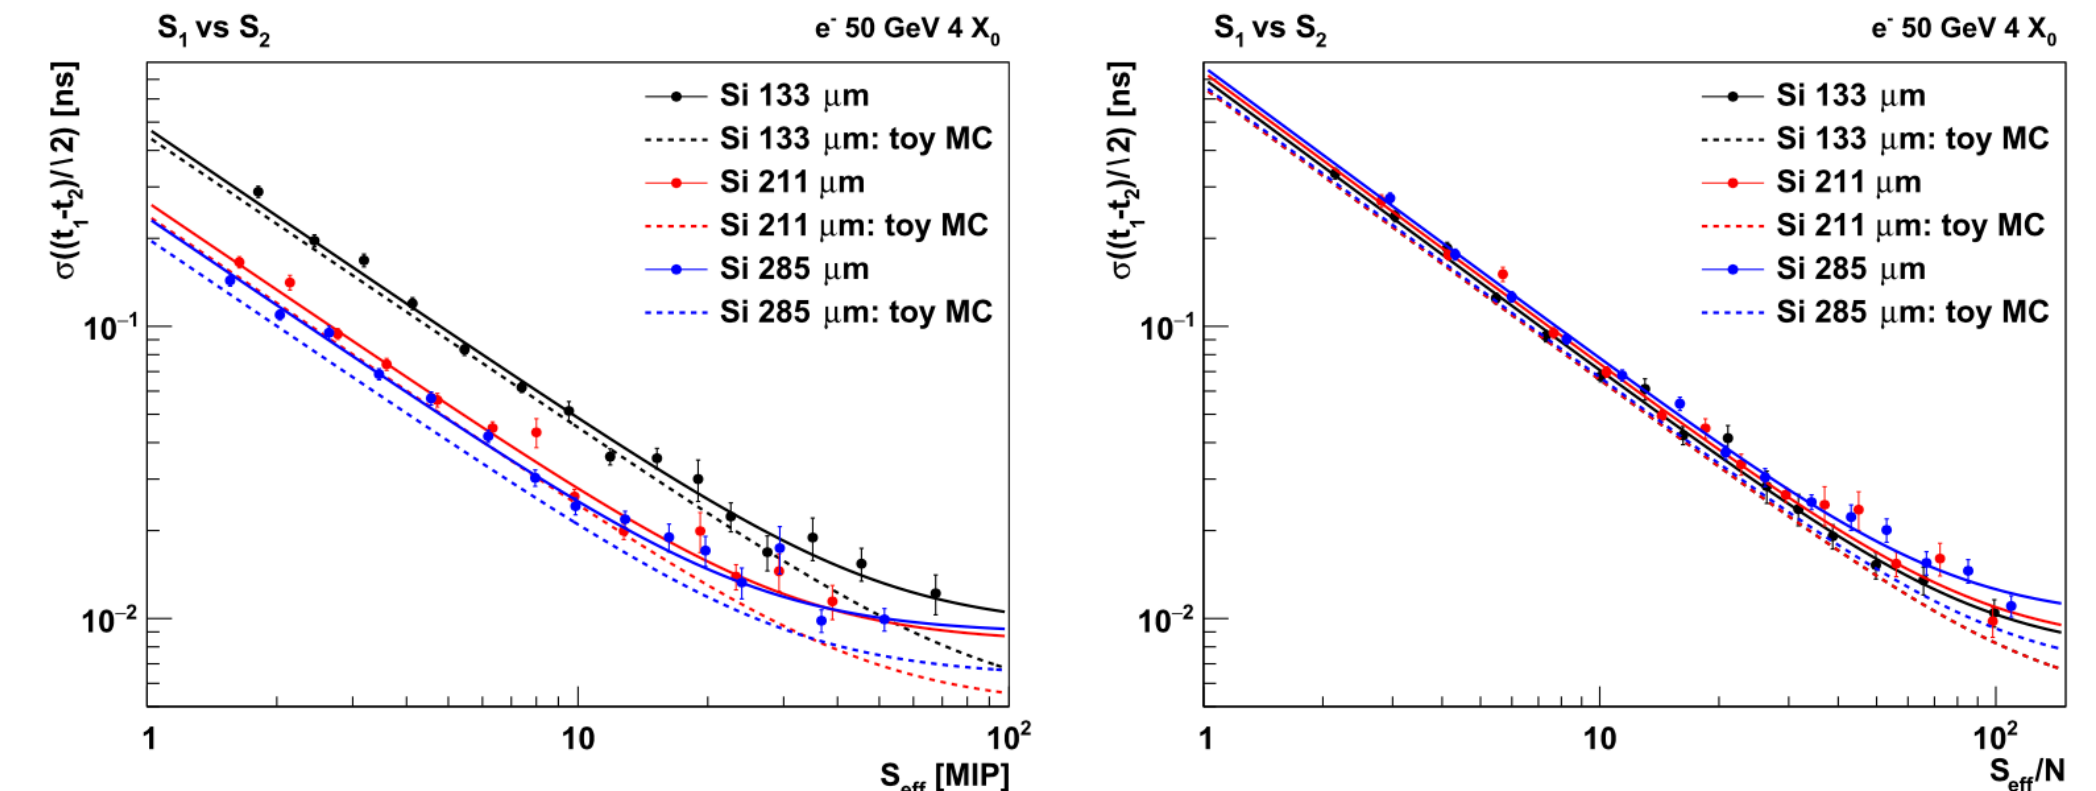 S₁ vs S₂
e⁻ 50 GeV 4 X₀
σ((t₁-t₂)/\2) [ns]
Si 133 μm
Si 133 μm: toy MC
Si 211 μm
Si 211 μm: toy MC
Si 285 μm
Si 285 μm: toy MC
10⁻¹
10⁻²
1
10
10²
S_eff [MIP]
S₁ vs S₂
e⁻ 50 GeV 4 X₀
σ((t₁-t₂)/\2) [ns]
Si 133 μm
Si 133 μm: toy MC
Si 211 μm
Si 211 μm: toy MC
Si 285 μm
Si 285 μm: toy MC
10⁻¹
10⁻²
1
10
10²
S_eff/N